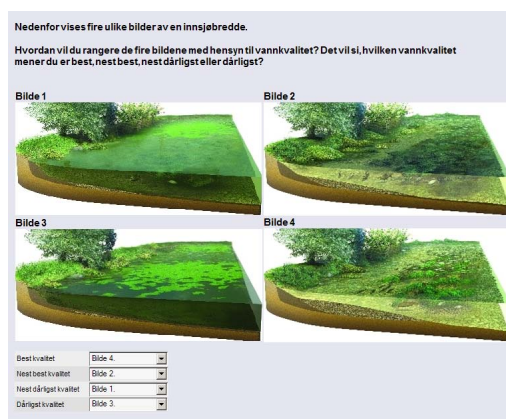 Nedenfor vises fire ulike bilder av en innsjøbredde.
Hvordan vil du rangere de fire bildene med hensyn til vannkvalitet? Det vil si, hvilken vannkvalitet
mener du er best, nest best, nest dårligst eller dårligst?
Bilde 1
Bilde 2
Bilde 3
Bilde 4
Best kvalitet Bilde 4.
Nest best kvalitet Bilde 2.
Nest dårligst kvalitet Bilde 1.
Dårligst kvalitet Bilde 3.